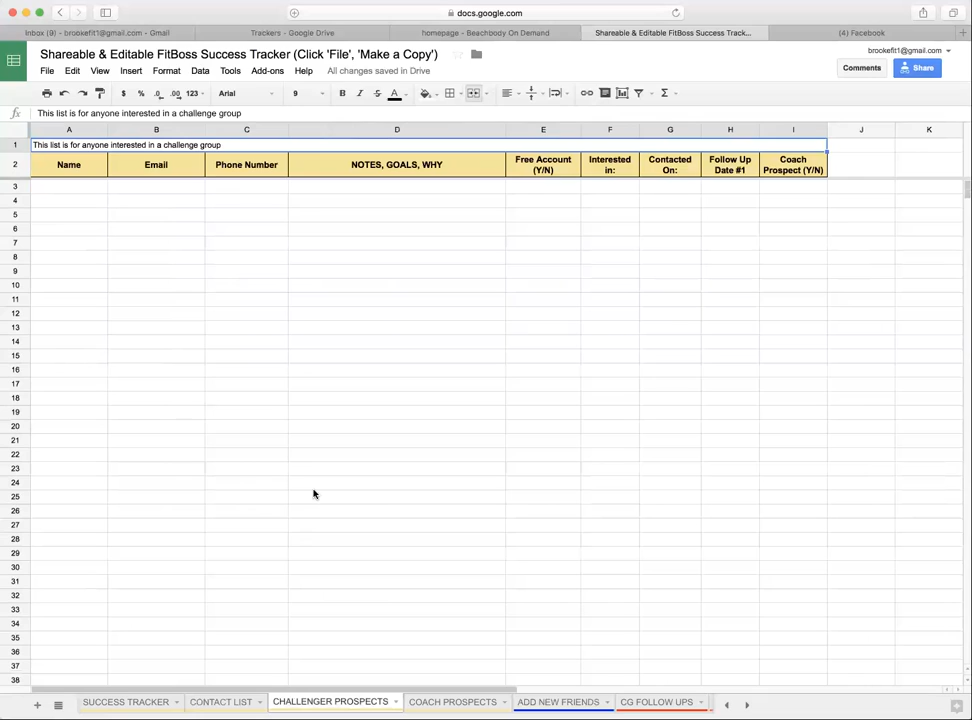 docs.google.com
Inbox (9) - brookefit1@gmail.com - Gmail
Trackers - Google Drive
homepage - Beachbody On Demand
Shareable & Editable FitBoss Success Track...
(4) Facebook
Shareable & Editable FitBoss Success Tracker (Click 'File', 'Make a Copy')
brookefit1@gmail.com
File Edit View Insert Format Data Tools Add-ons Help All changes saved in Drive
Comments
Share
$ % .0 .00 123 Arial 9 B I S A Σ
fx This list is for anyone interested in a challenge group
A B C D E F G H I J K
1 This list is for anyone interested in a challenge group
2 Name Email Phone Number NOTES, GOALS, WHY Free Account (Y/N) Interested in: Contacted On: Follow Up Date #1 Coach Prospect (Y/N)
3
4
5
6
7
8
9
10
11
12
13
14
15
16
17
18
19
20
21
22
23
24
25
26
27
28
29
30
31
32
33
34
35
36
37
38
SUCCESS TRACKER CONTACT LIST CHALLENGER PROSPECTS COACH PROSPECTS ADD NEW FRIENDS CG FOLLOW UPS